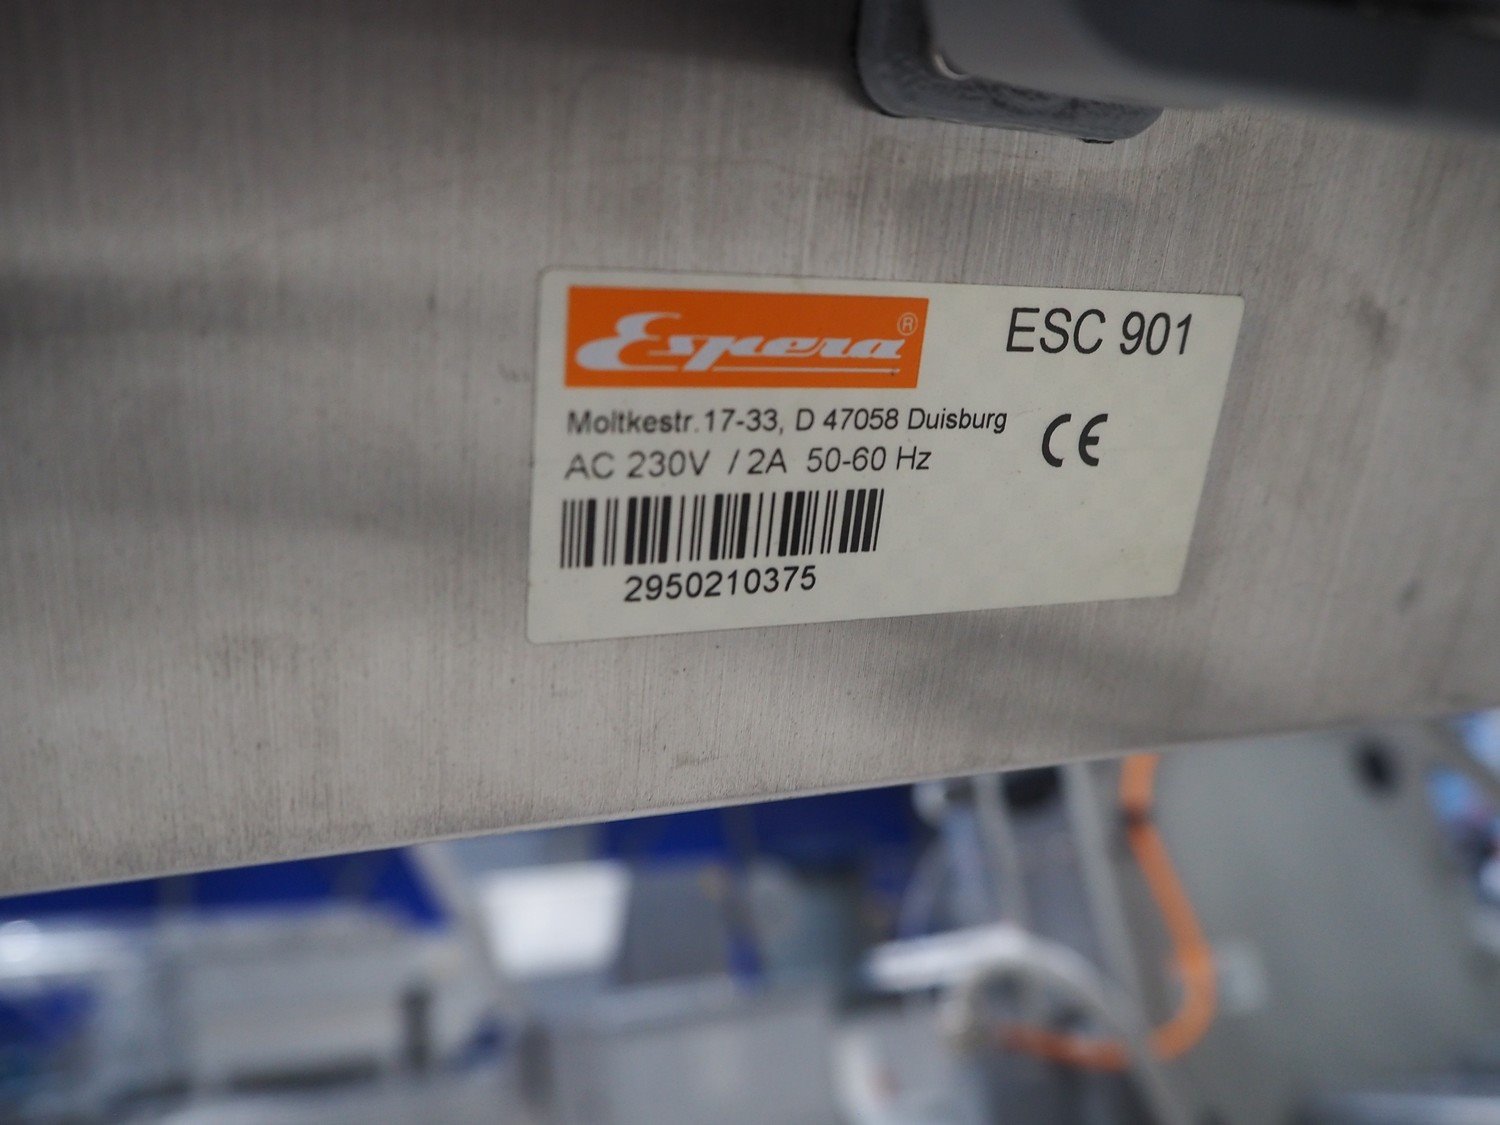 Espera®
ESC 901
Moltkestr. 17-33, D 47058 Duisburg
CE
AC 230V / 2A 50-60 Hz
2950210375